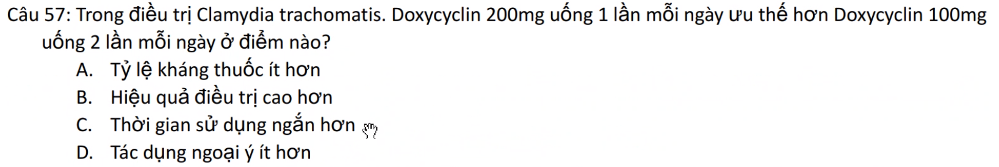 Câu 57: Trong điều trị Clamydia trachomatis. Doxycyclin 200mg uống 1 lần mỗi ngày ưu thế hơn Doxycyclin 100mg
uống 2 lần mỗi ngày ở điểm nào?
A. Tỷ lệ kháng thuốc ít hơn
B. Hiệu quả điều trị cao hơn
C. Thời gian sử dụng ngắn hơn
D. Tác dụng ngoại ý ít hơn